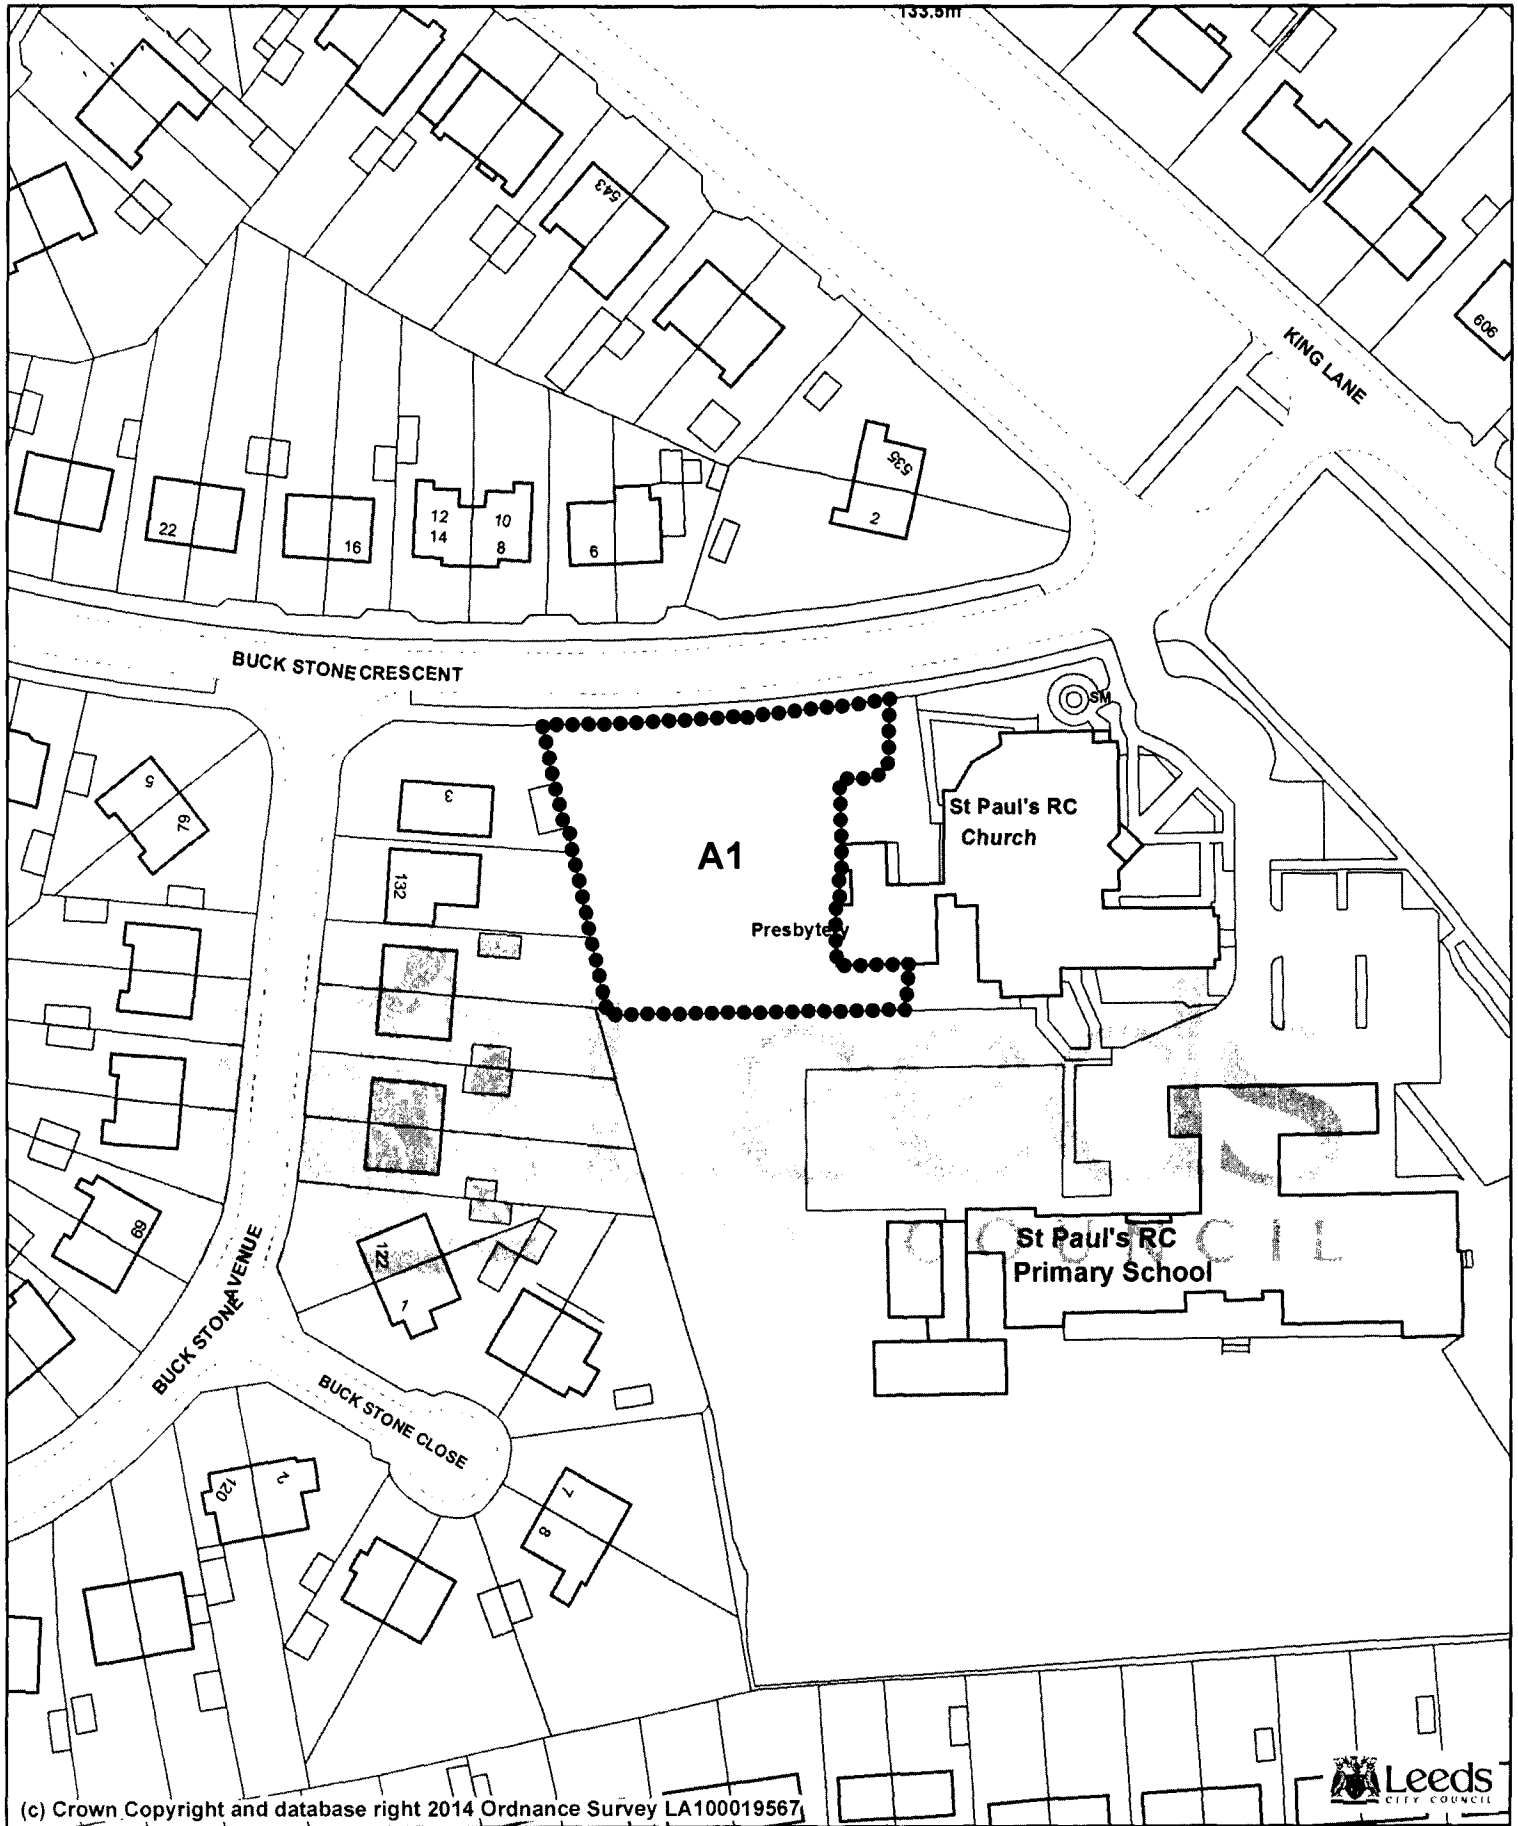 133.5m
543
606
KING LANE
535
2
22
16
12
14
10
8
6
BUCK STONE CRESCENT
SM
5
79
3
132
A1
St Paul's RC
Church
Presbytery
69
122
1
BUCK STONE AVENUE
BUCK STONE CLOSE
COUNCIL
St Paul's RC
Primary School
120
2
7
8
(c) Crown Copyright and database right 2014 Ordnance Survey LA100019567
Leeds
CITY COUNCIL